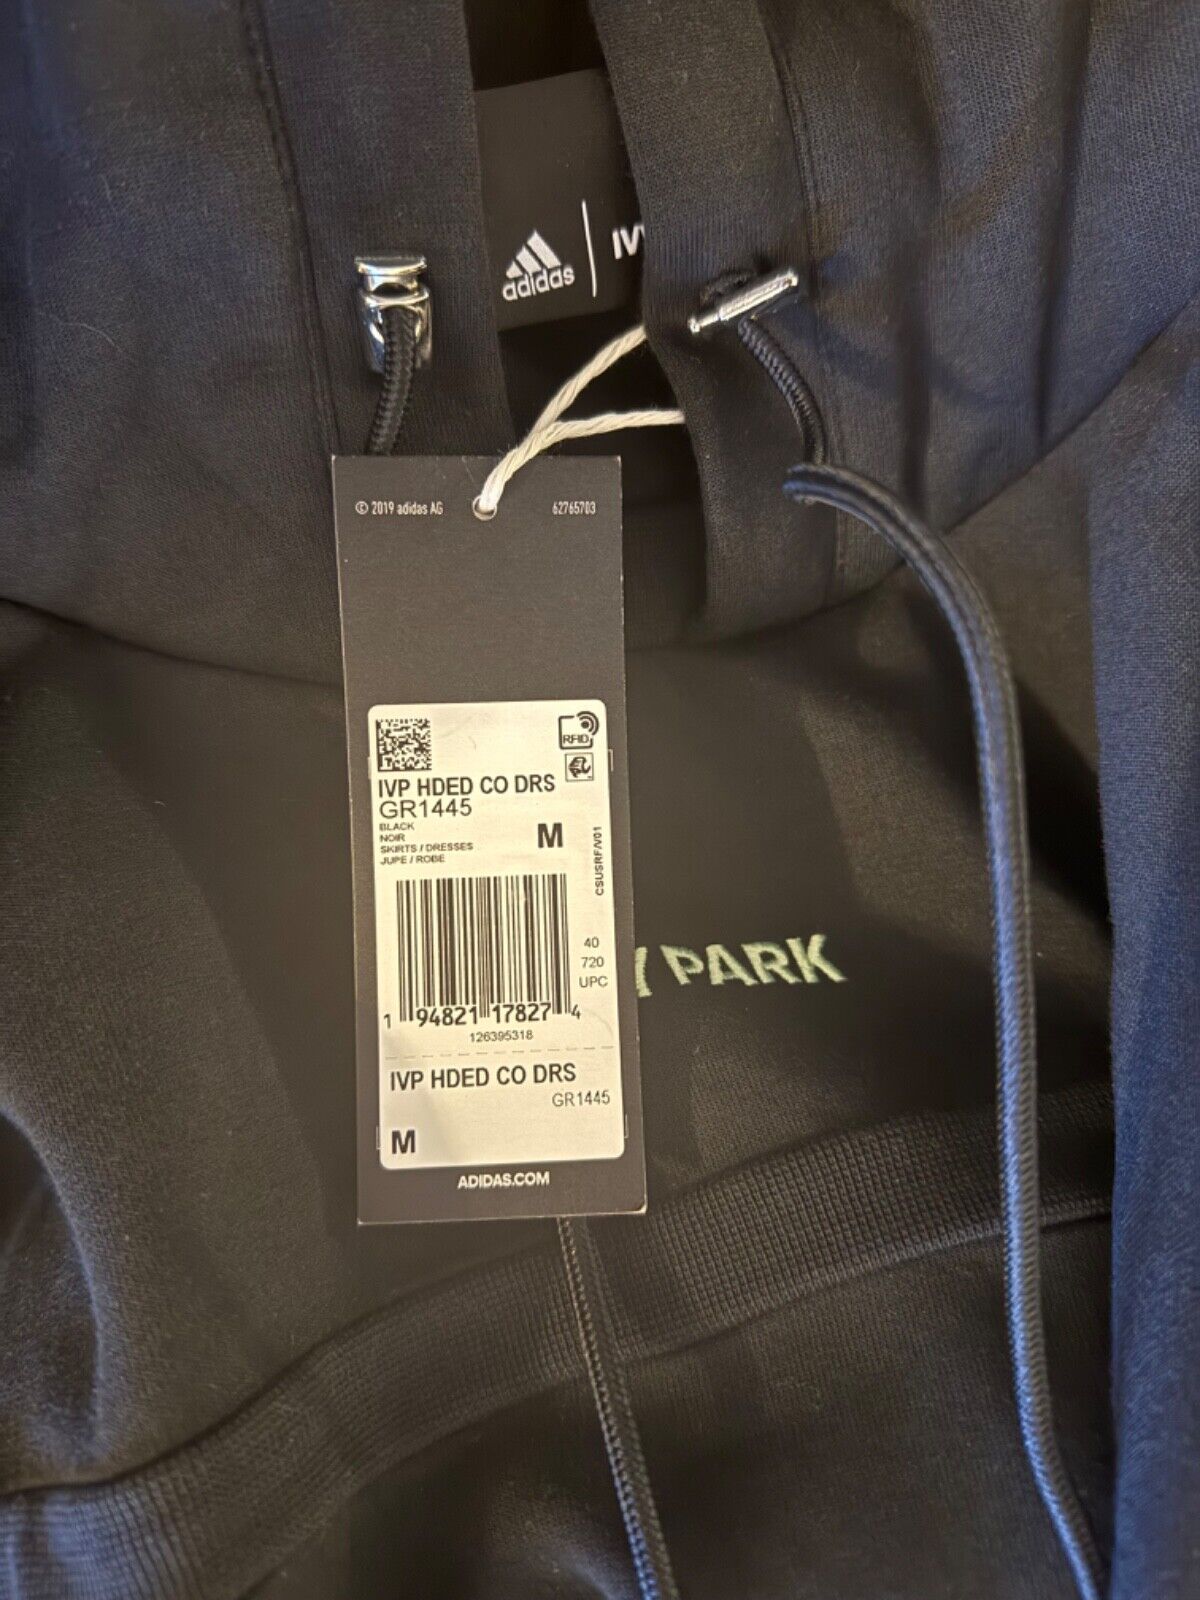 adidas
© 2019 adidas AG
62765703
RFID
IVP HDED CO DRS
GR1445
BLACK
NOIR
SKIRTS / DRESSES
JUPE / ROBE
M
CSUSRF/V01
40
720
UPC
1 94821 17827 4
126395318
IVP HDED CO DRS
GR1445
M
ADIDAS.COM
PARK